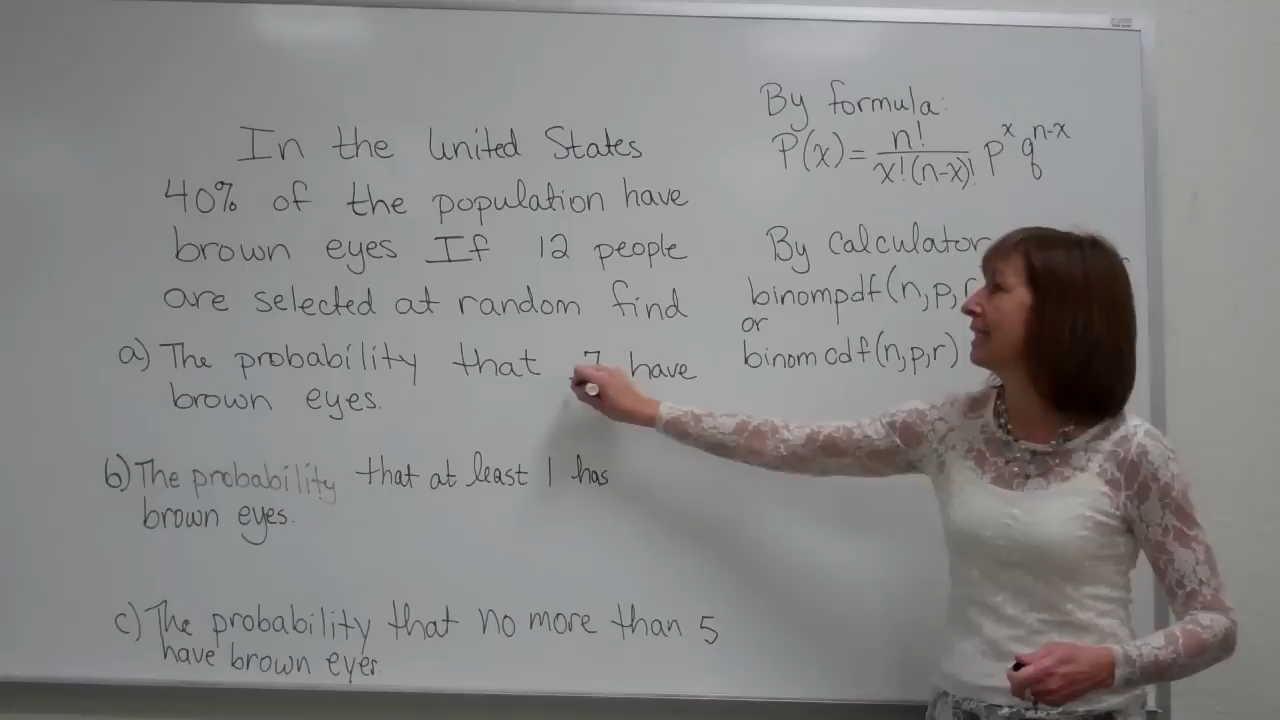 In the United States
40% of the population have
brown eyes If 12 people
are selected at random find
a) The probability that 7 have
brown eyes.
b) The probability that at least 1 has
brown eyes.
c) The probability that no more than 5
have brown eyes.
By formula:
P(x) = n!/x!(n-x)! p^x q^(n-x)
By calculator
binompdf(n,p,r
or
binomcdf(n,p,r)